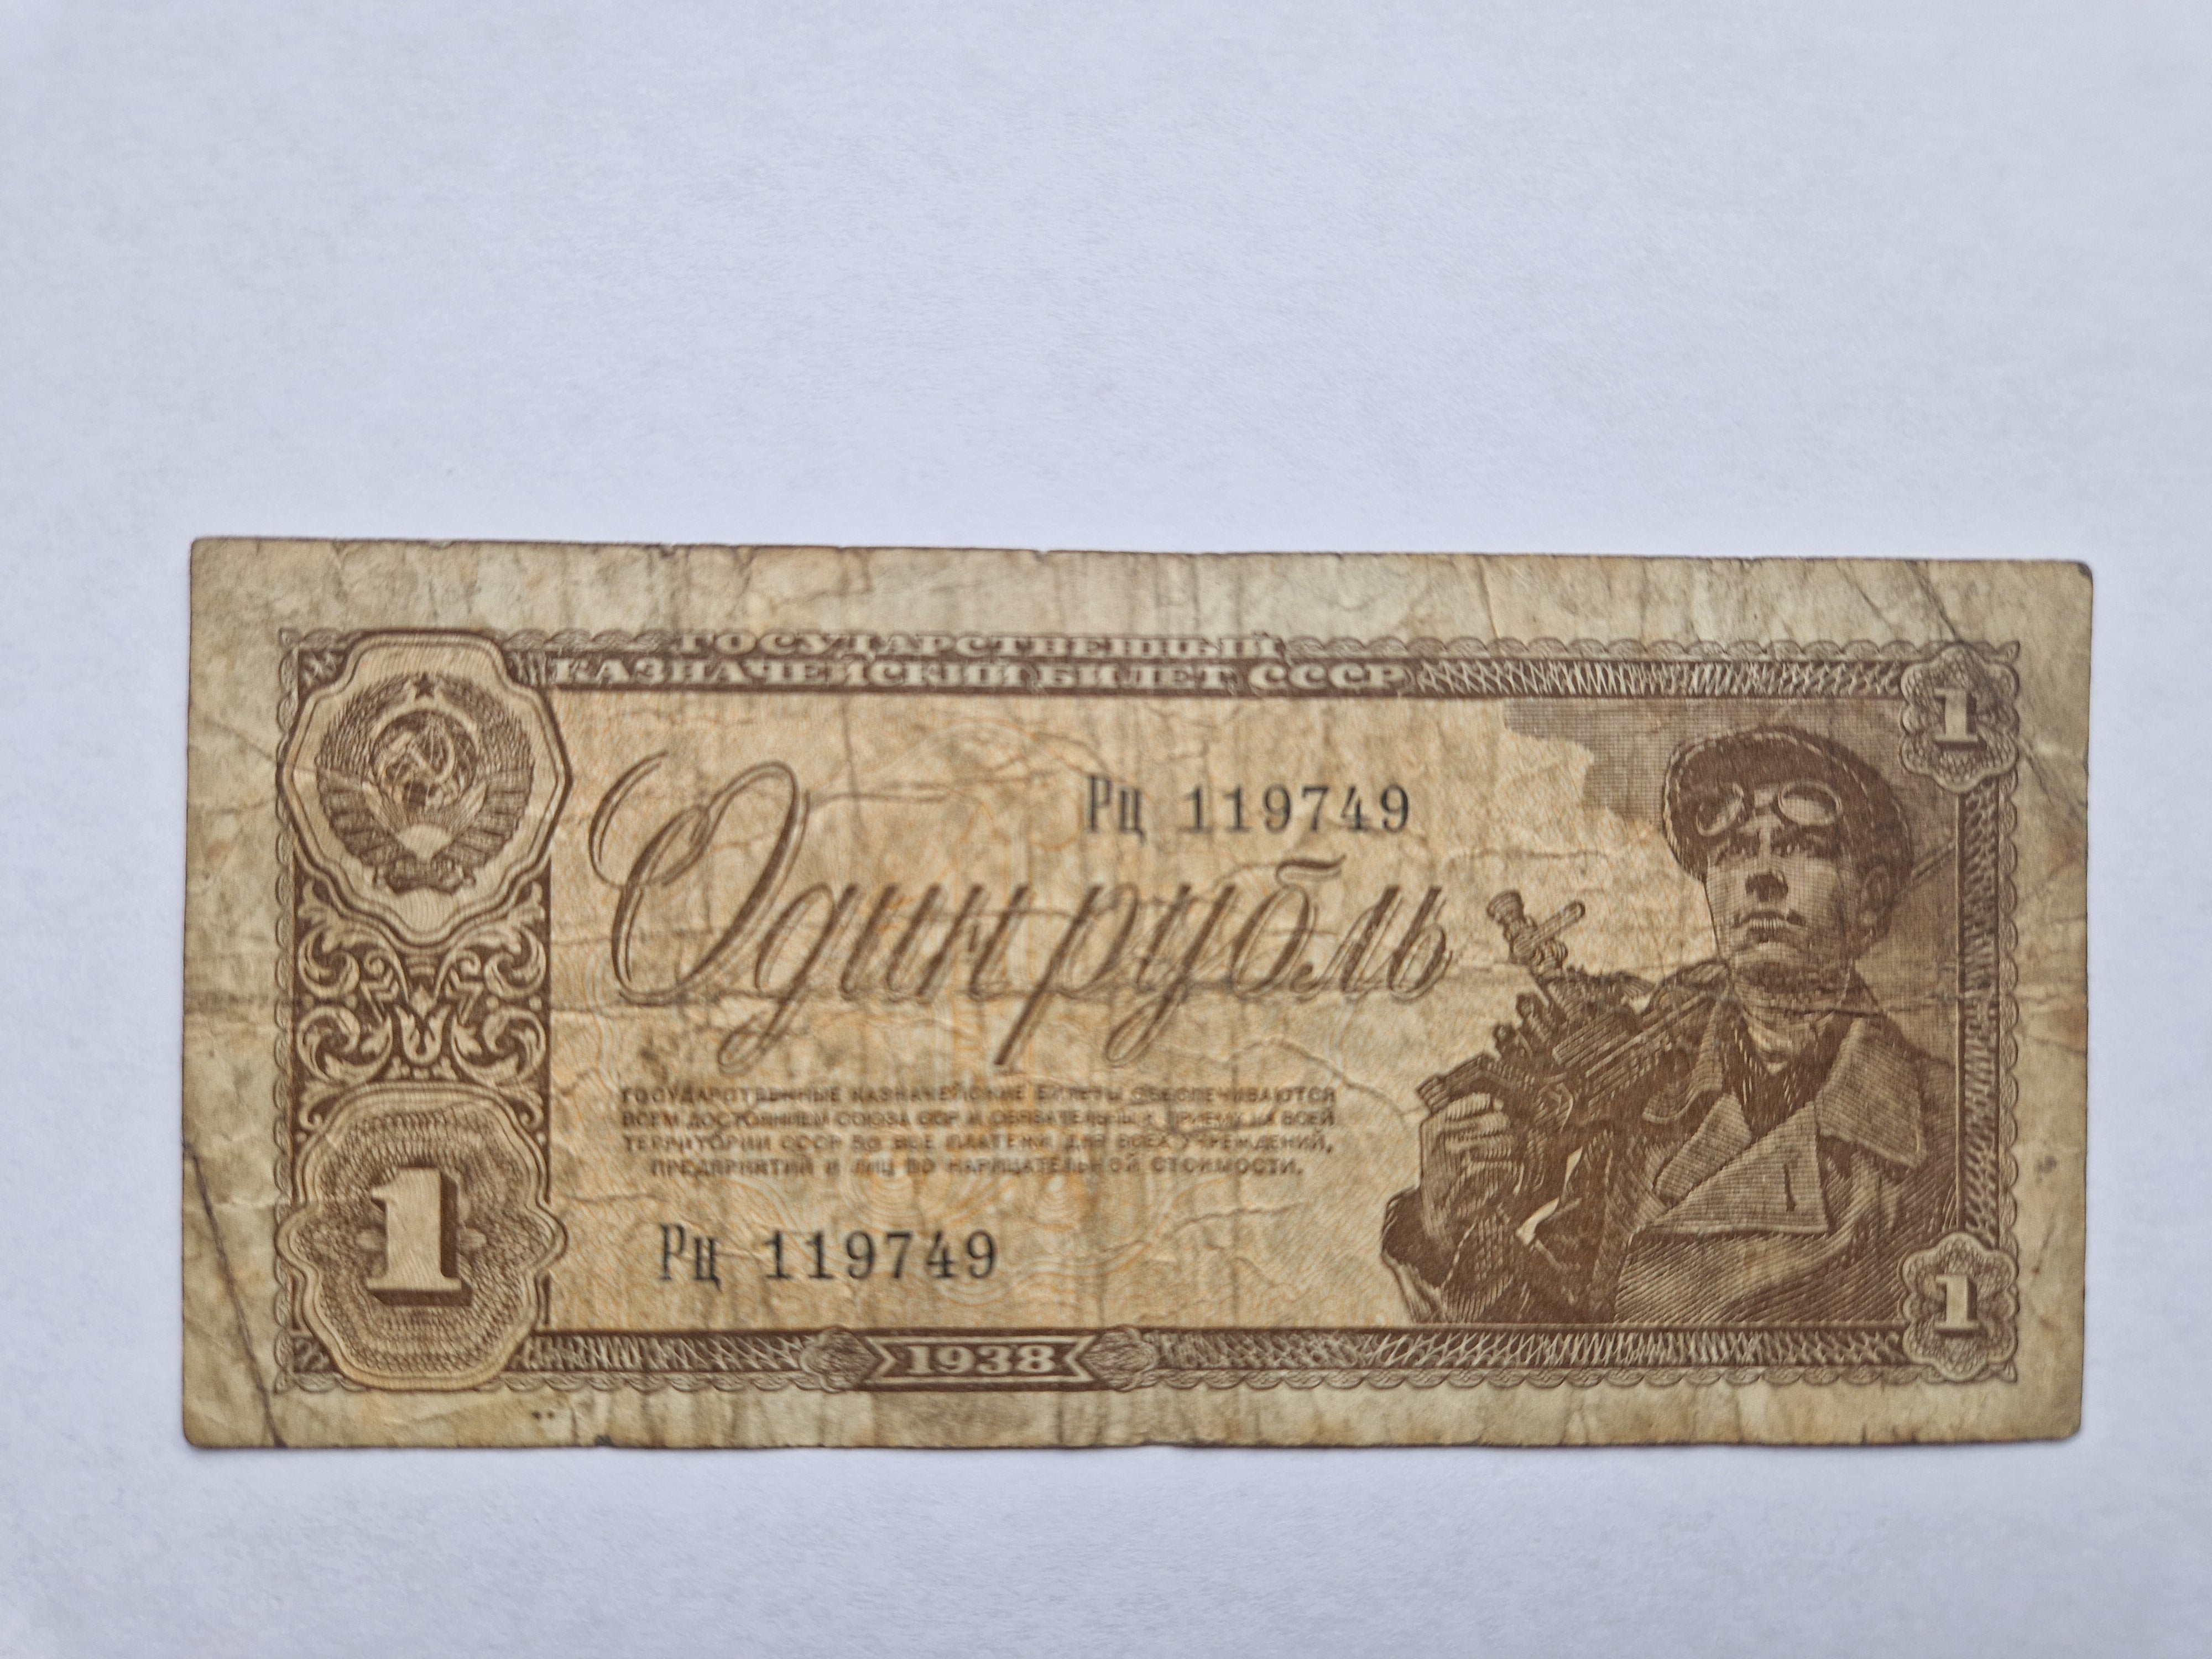 ГОСУДАРСТВЕННЫЙ
КАЗНАЧЕЙСКИЙ БИЛЕТ СССР
1
Рц 119749
Один рубль
ГОСУДАРСТВЕННЫЕ КАЗНАЧЕЙСКИЕ БИЛЕТЫ ОБЕСПЕЧИВАЮТСЯ
ВСЕМ ДОСТОЯНИЕМ СОЮЗА ССР И ОБЯЗАТЕЛЬНЫ К ПРИЕМУ НА ВСЕЙ
ТЕРРИТОРИИ СССР ВО ВСЕ ПЛАТЕЖИ ДЛЯ ВСЕХ УЧРЕЖДЕНИЙ,
ПРЕДПРИЯТИЙ И ЛИЦ ПО НАРИЦАТЕЛЬНОЙ СТОИМОСТИ.
1
Рц 119749
1
1938